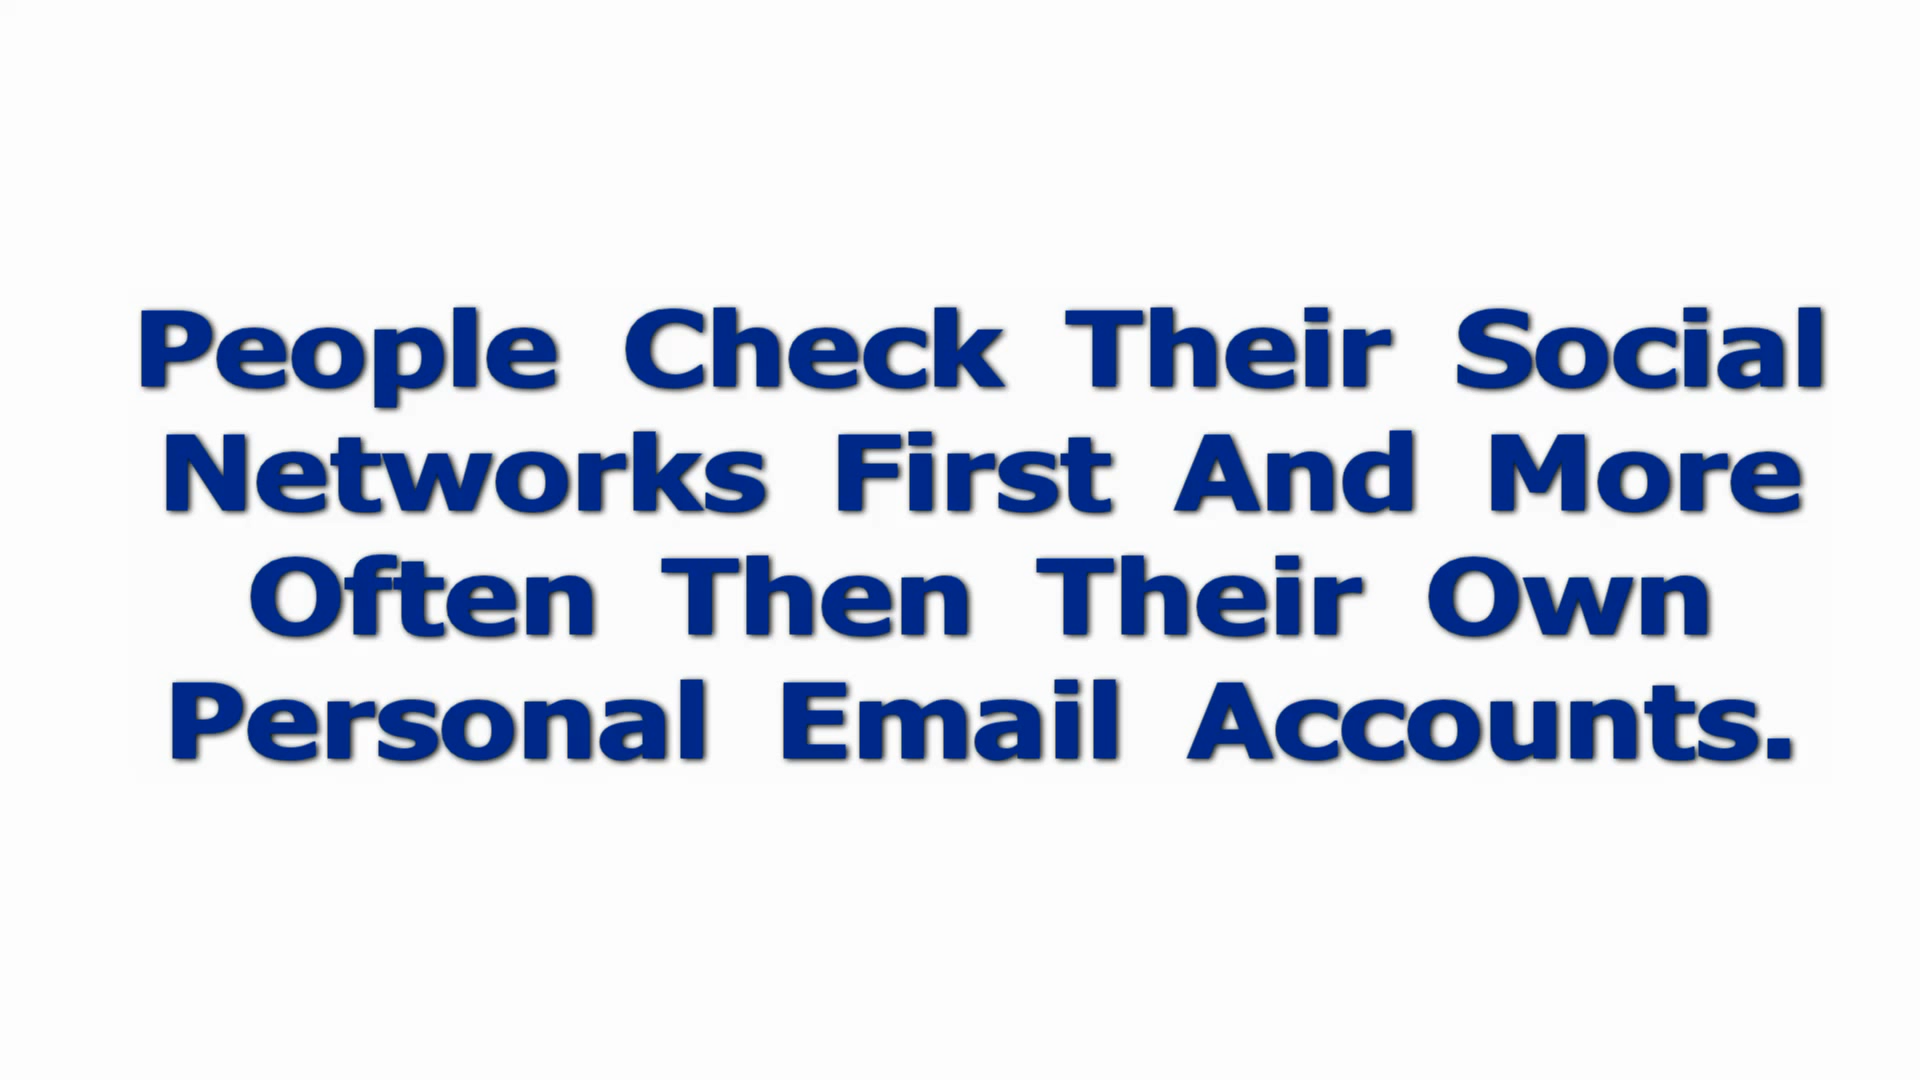 People Check Their Social
Networks First And More
Often Then Their Own
Personal Email Accounts.